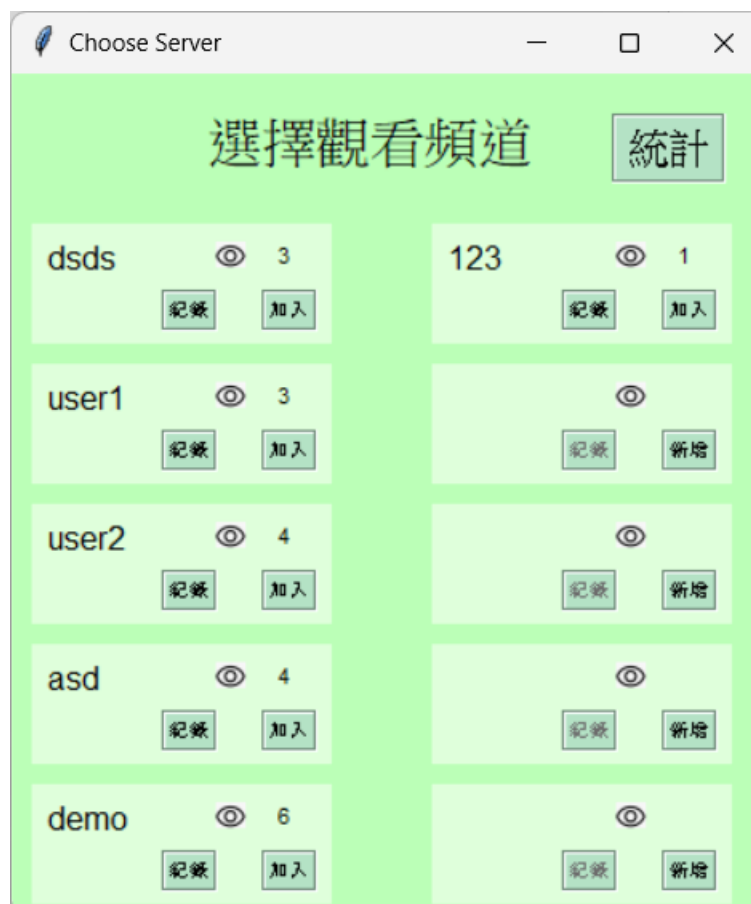 Choose Server
選擇觀看頻道 統計
dsds 3
紀錄 加入
123 1
紀錄 加入
user1 3
紀錄 加入
紀錄 新增
user2 4
紀錄 加入
紀錄 新增
asd 4
紀錄 加入
紀錄 新增
demo 6
紀錄 加入
紀錄 新增